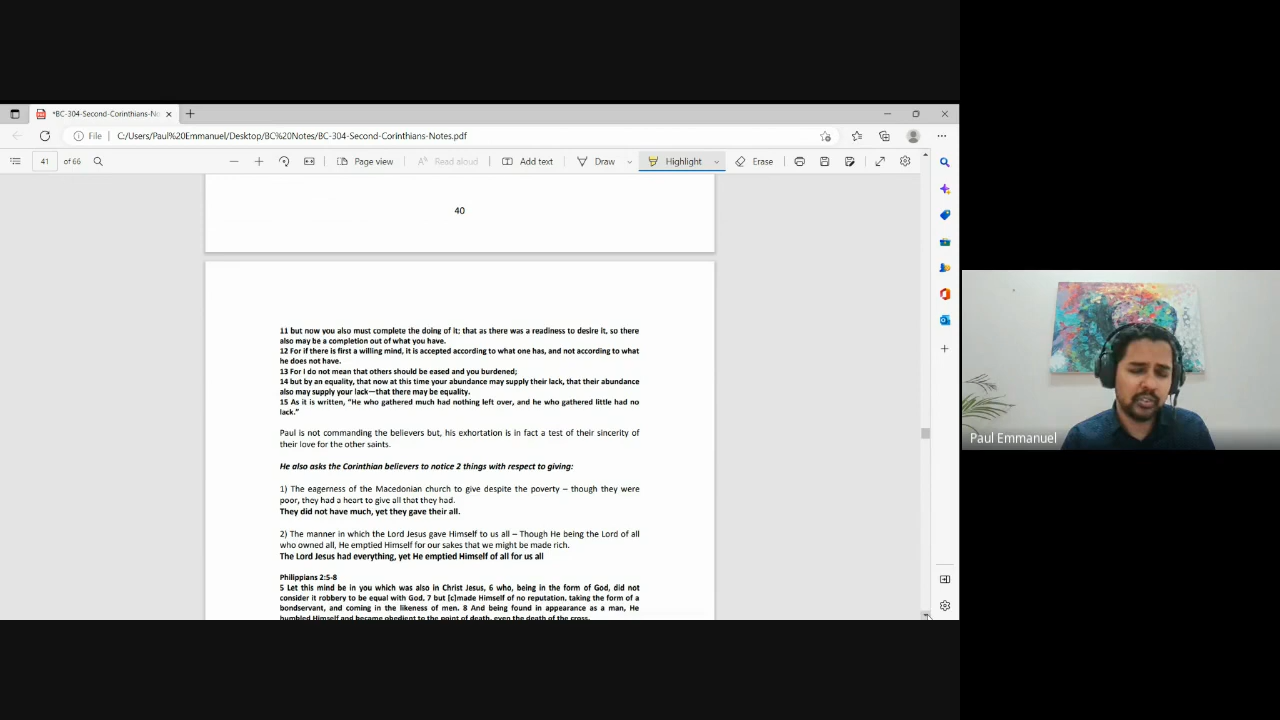 *BC-304-Second-Corinthians-No
File
C:/Users/Paul%20Emmanuel/Desktop/BC%20Notes/BC-304-Second-Corinthians-Notes.pdf
41 of 66
Page view
Read aloud
Add text
Draw
Highlight
Erase
40
11 but now you also must complete the doing of it; that as there was a readiness to desire it, so there
also may be a completion out of what you have.
12 For if there is first a willing mind, it is accepted according to what one has, and not according to what
he does not have.
13 For I do not mean that others should be eased and you burdened;
14 but by an equality, that now at this time your abundance may supply their lack, that their abundance
also may supply your lack—that there may be equality.
15 As it is written, “He who gathered much had nothing left over, and he who gathered little had no
lack.”
Paul is not commanding the believers but, his exhortation is in fact a test of their sincerity of
their love for the other saints.
He also asks the Corinthian believers to notice 2 things with respect to giving:
1) The eagerness of the Macedonian church to give despite the poverty – though they were
poor, they had a heart to give all that they had.
They did not have much, yet they gave their all.
2) The manner in which the Lord Jesus gave Himself to us all – Though He being the Lord of all
who owned all, He emptied Himself for our sakes that we might be made rich.
The Lord Jesus had everything, yet He emptied Himself of all for us all
Philippians 2:5-8
5 Let this mind be in you which was also in Christ Jesus, 6 who, being in the form of God, did not
consider it robbery to be equal with God, 7 but [c]made Himself of no reputation, taking the form of a
bondservant, and coming in the likeness of men. 8 And being found in appearance as a man, He
humbled Himself and became obedient to the point of death, even the death of the cross.
Paul Emmanuel